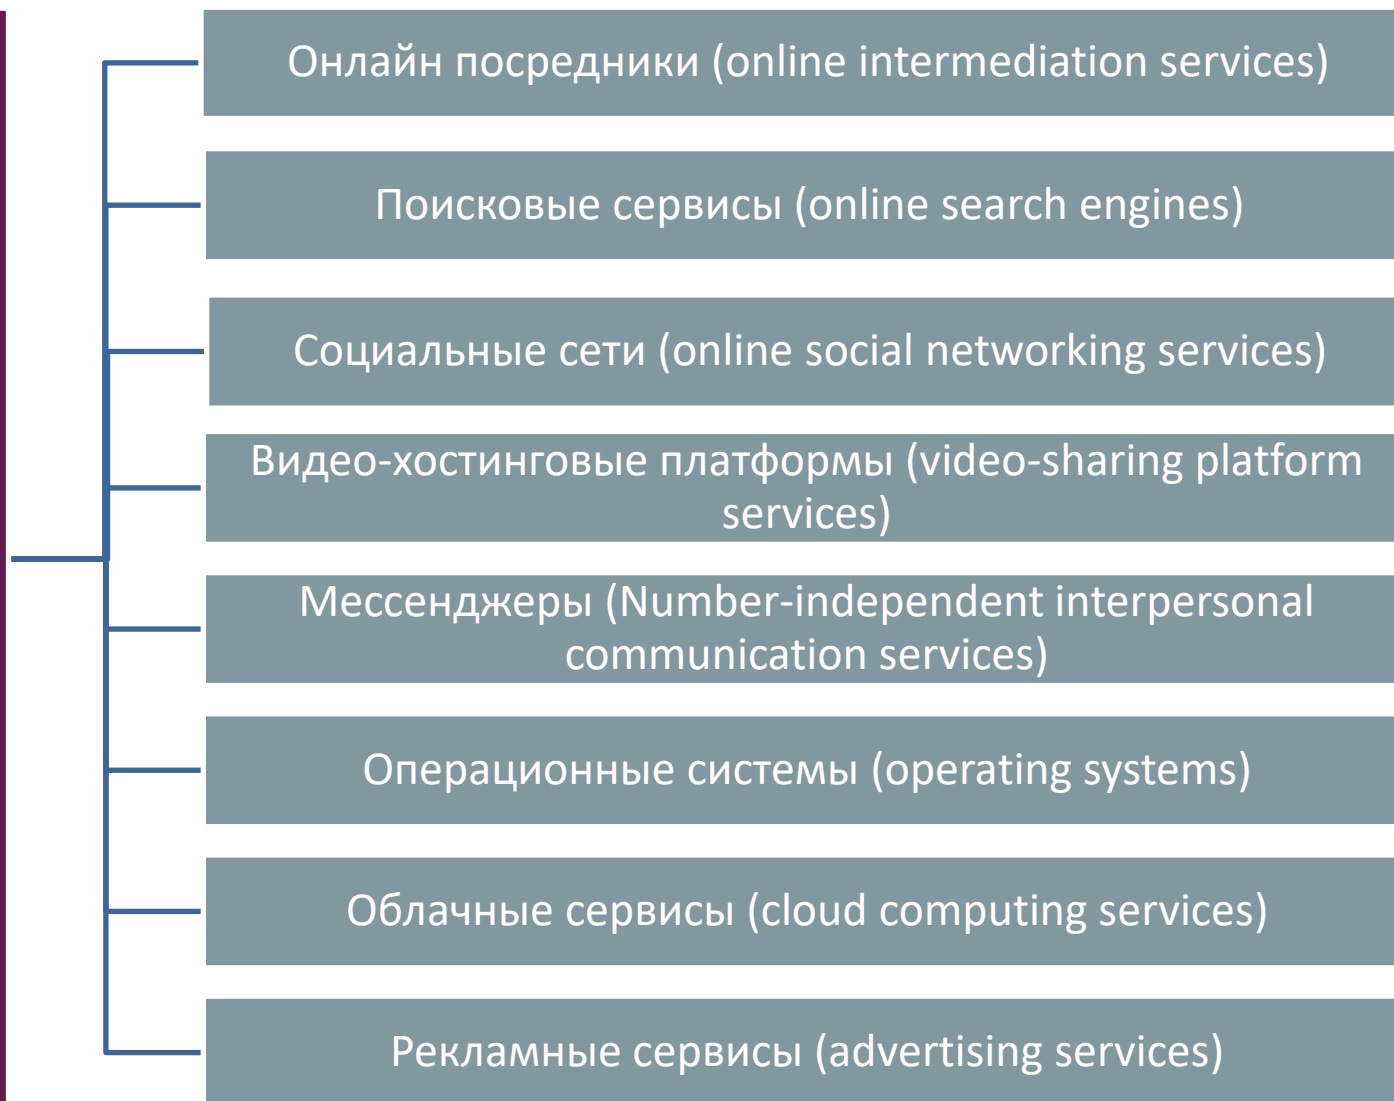 Онлайн посредники (online intermediation services)
Поисковые сервисы (online search engines)
Социальные сети (online social networking services)
Видео-хостинговые платформы (video-sharing platform
services)
Мессенджеры (Number-independent interpersonal
communication services)
Операционные системы (operating systems)
Облачные сервисы (cloud computing services)
Рекламные сервисы (advertising services)